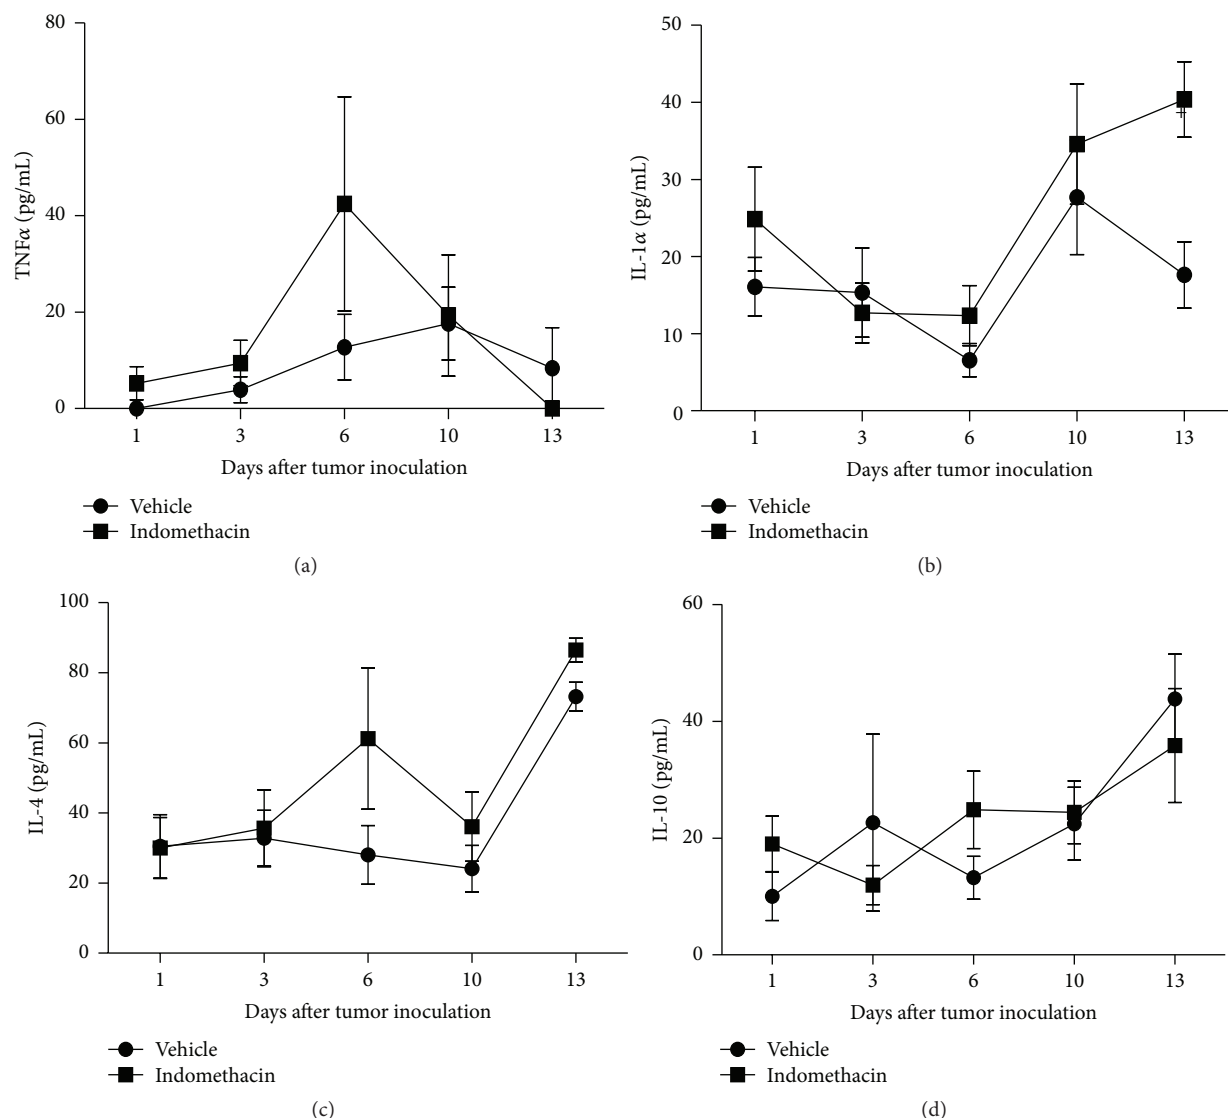 80
60
40
20
0
TNFα (pg/mL)
1 3 6 10 13
Days after tumor inoculation
Vehicle
Indomethacin
(a)
50
40
30
20
10
0
IL-1α (pg/mL)
†
1 3 6 10 13
Days after tumor inoculation
Vehicle
Indomethacin
(b)
100
80
60
40
20
0
IL-4 (pg/mL)
1 3 6 10 13
Days after tumor inoculation
Vehicle
Indomethacin
(c)
60
40
20
0
IL-10 (pg/mL)
1 3 6 10 13
Days after tumor inoculation
Vehicle
Indomethacin
(d)